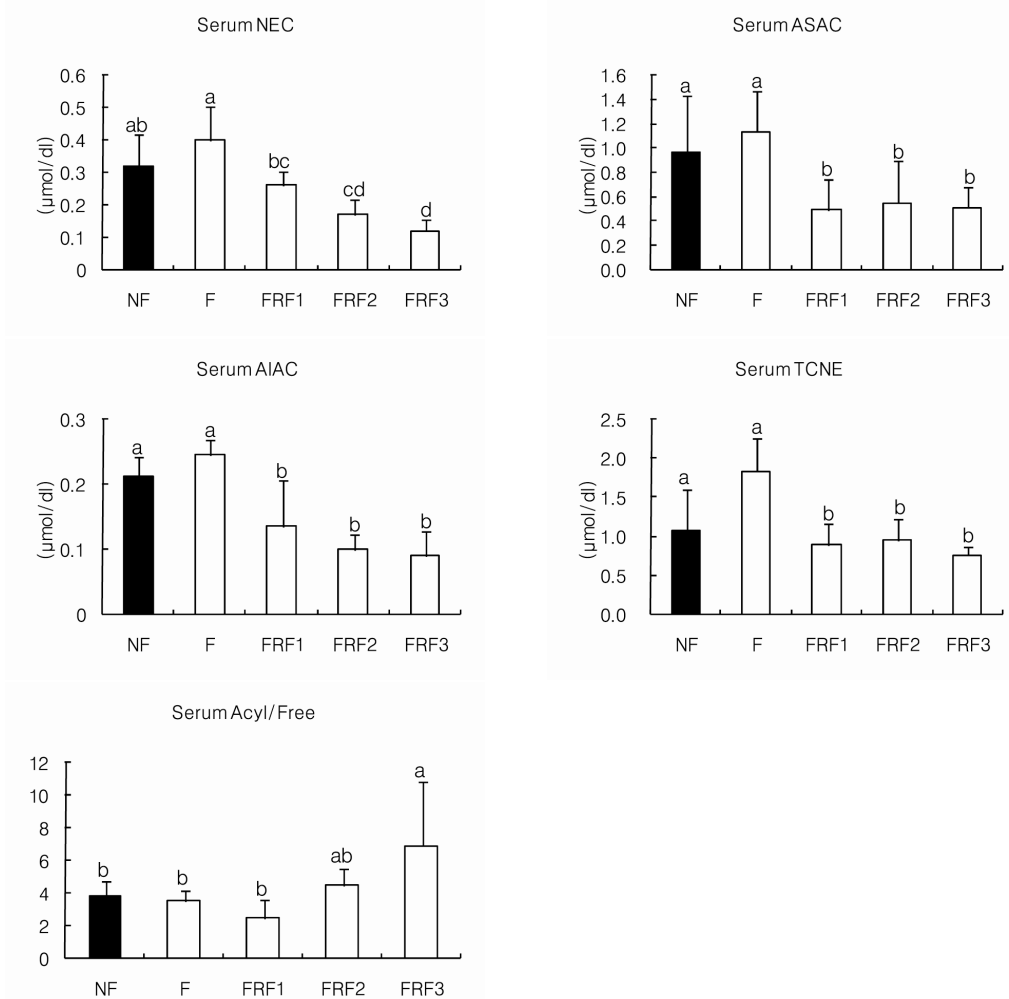 Serum NEC
(μmol/dl)
0.6
0.5
0.4
0.3
0.2
0.1
0
ab
a
bc
cd
d
NF F FRF1 FRF2 FRF3
Serum ASAC
(μmol/dl)
1.6
1.4
1.2
1.0
0.8
0.6
0.4
0.2
0.0
a
a
b
b
b
NF F FRF1 FRF2 FRF3
Serum AIAC
(μmol/dl)
0.3
0.2
0.1
0
a
a
b
b
b
NF F FRF1 FRF2 FRF3
Serum TCNE
(μmol/dl)
2.5
2.0
1.5
1.0
0.5
0.0
a
a
b
b
b
NF F FRF1 FRF2 FRF3
Serum Acyl/Free
12
10
8
6
4
2
0
b
b
b
ab
a
NF F FRF1 FRF2 FRF3